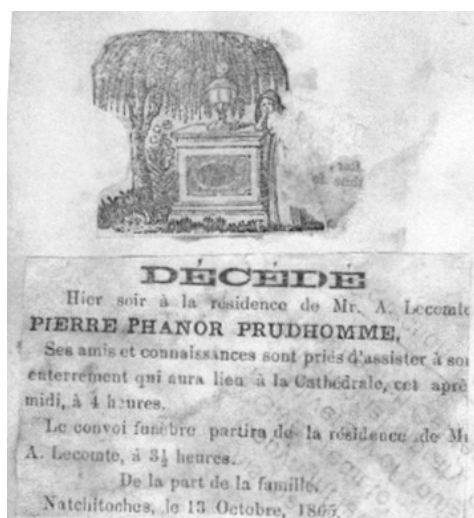 DÉCÉDÉ
Hier soir à la résidence de Mr. A. Lecomte
PIERRE PHANOR PRUDHOMME,
Ses amis et connaissances sont priés d'assister à son
enterrement qui aura lieu à la Cathédrale, cet après
midi, à 4 heures.
Le convoi funèbre partira de la résidence de Mr
A. Lecomte, à 3½ heures.
De la part de la famille.
Natchitoches, le 13 Octobre, 1865.